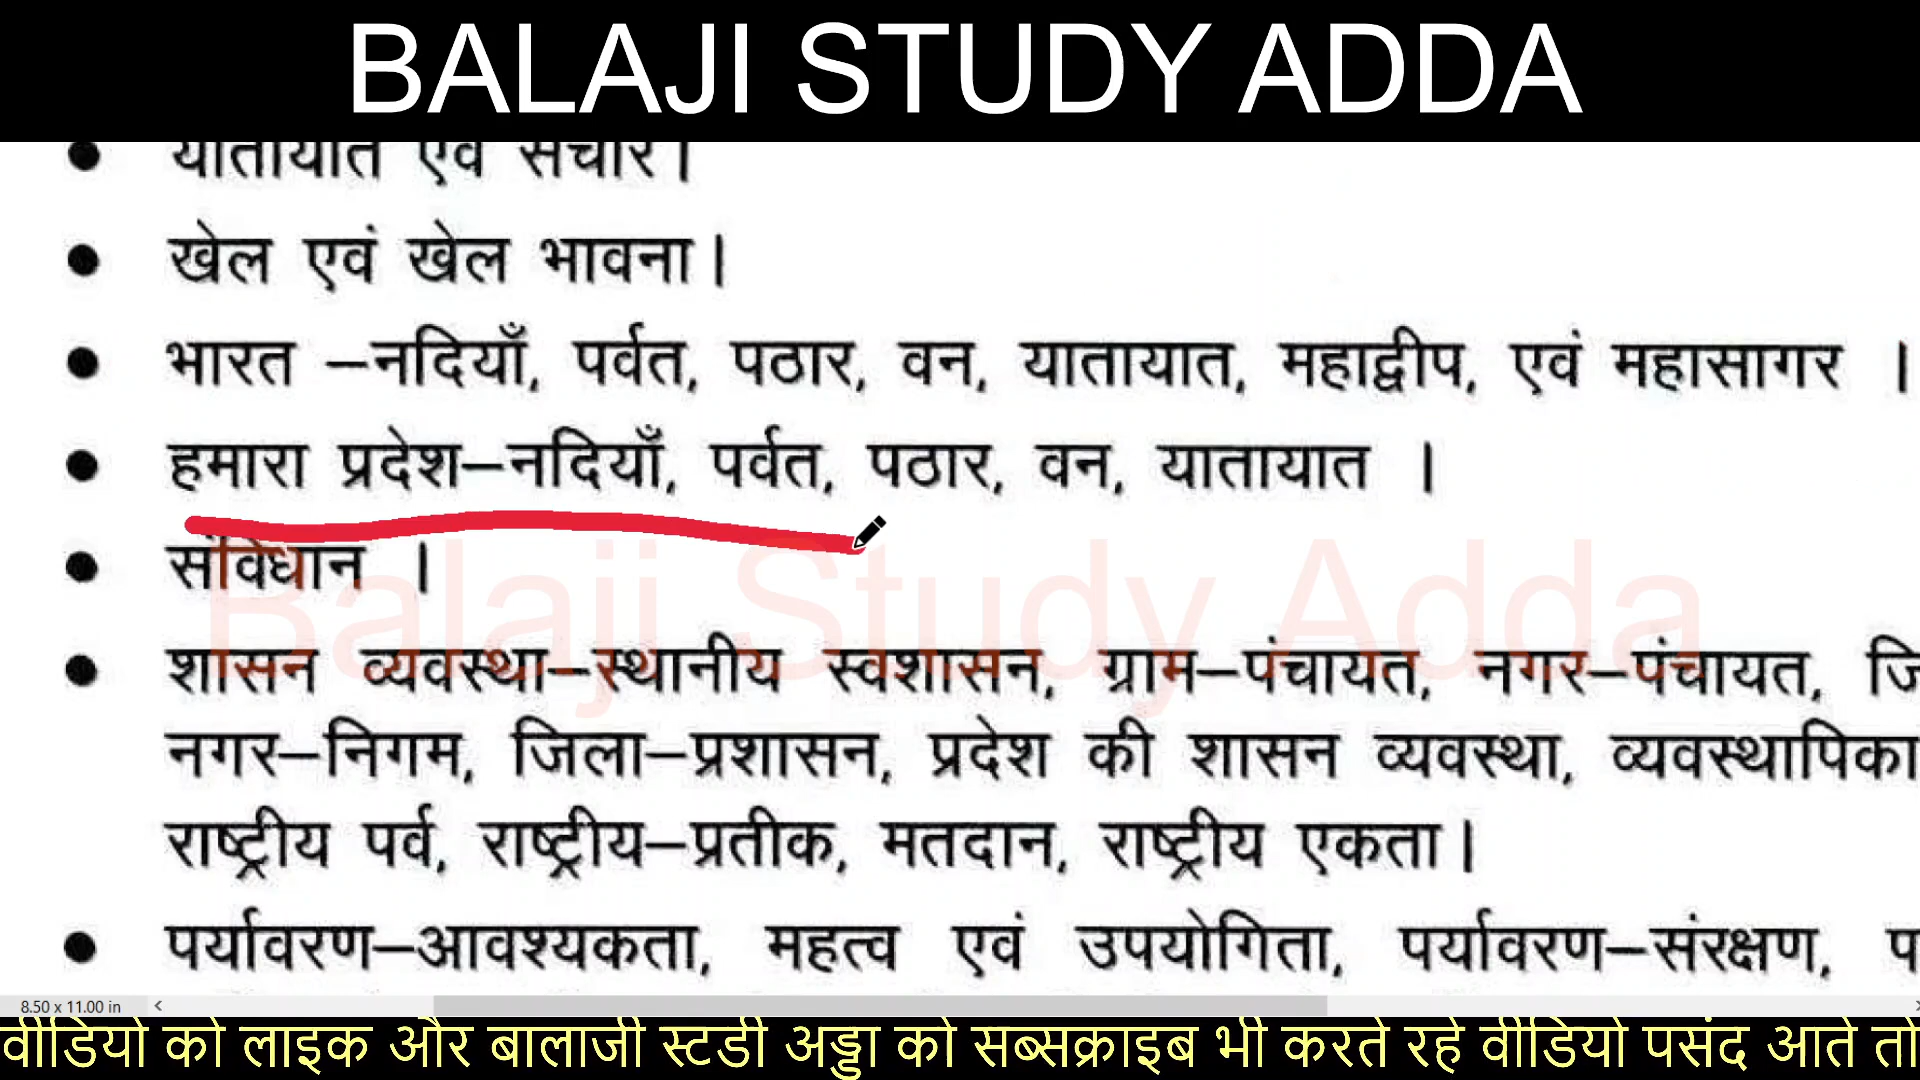 BALAJI STUDY ADDA
● यातायात एवं संचार।
● खेल एवं खेल भावना।
● भारत –नदियाँ, पर्वत, पठार, वन, यातायात, महाद्वीप, एवं महासागर ।
● हमारा प्रदेश–नदियाँ, पर्वत, पठार, वन, यातायात ।
● संविधान ।
Balaji Study Adda
● शासन व्यवस्था–स्थानीय स्वशासन, ग्राम–पंचायत, नगर–पंचायत,
नगर–निगम, जिला–प्रशासन, प्रदेश की शासन व्यवस्था, व्यवस्थापिका
राष्ट्रीय पर्व, राष्ट्रीय–प्रतीक, मतदान, राष्ट्रीय एकता।
● पर्यावरण–आवश्यकता, महत्व एवं उपयोगिता, पर्यावरण–संरक्षण,
8.50 x 11.00 in
वीडियो को लाइक और बालाजी स्टडी अड्डा को सब्सक्राइब भी करते रहे वीडियो पसंद आते तो